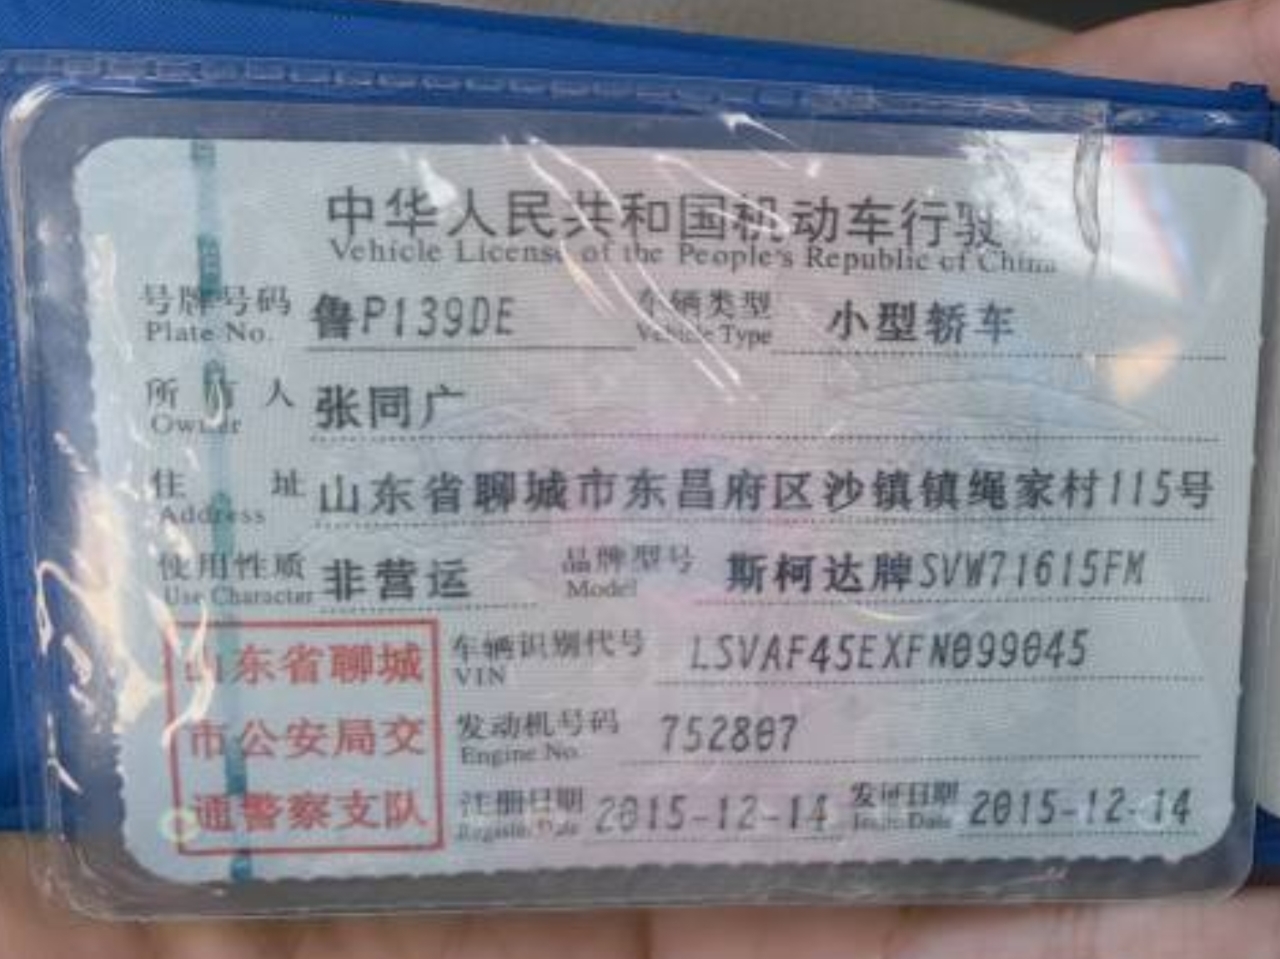 中华人民共和国机动车行驶
Vehicle License of the People's Republic of China
号牌号码 鲁P139DE 车辆类型 小型轿车
Plate No. Vehicle Type
所有人 张同广
Owner
住址 山东省聊城市东昌府区沙镇镇绳家村115号
Address
使用性质 非营运 品牌型号 斯柯达牌SVW71615FM
Use Character Model
山东省聊城 车辆识别代号 LSVAF45EXFN099045
VIN
市公安局交 发动机号码 752807
Engine No.
通警察支队 注册日期 2015-12-14 发证日期 2015-12-14
Register Date Issue Date